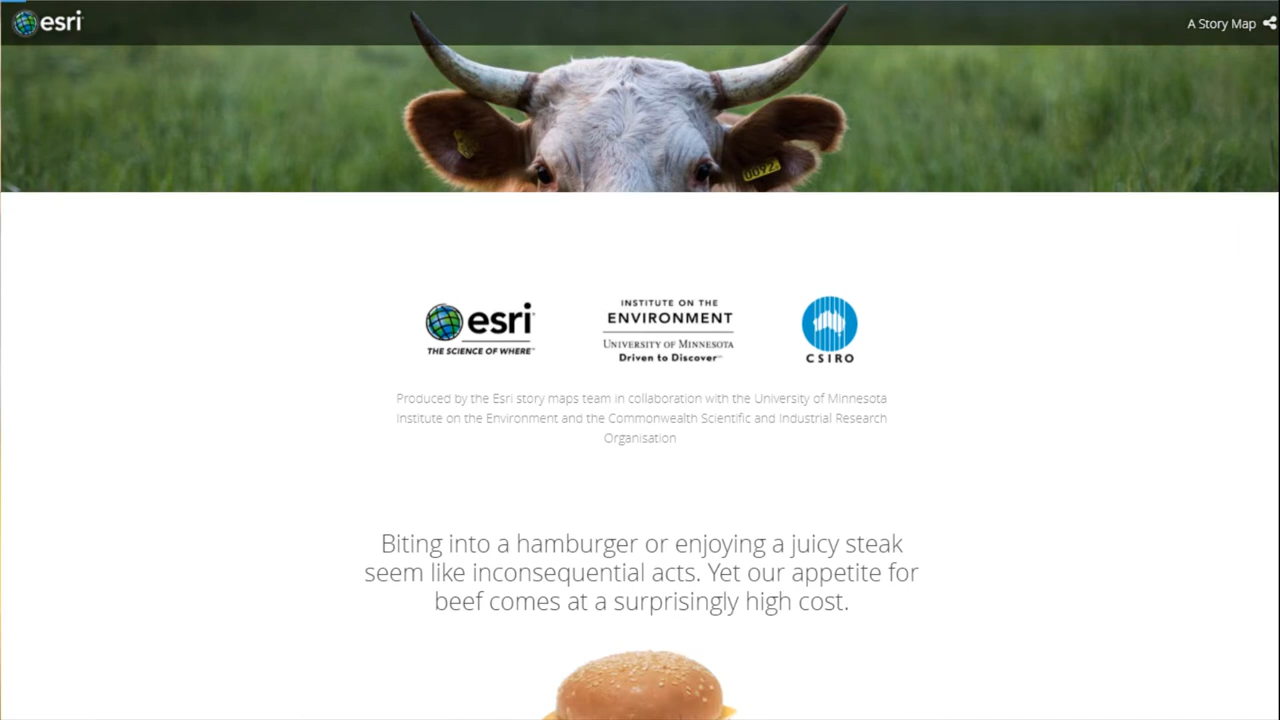 esri
A Story Map
0092
esri
THE SCIENCE OF WHERE™
INSTITUTE ON THE
ENVIRONMENT
UNIVERSITY OF MINNESOTA
Driven to Discover℠
CSIRO
Produced by the Esri story maps team in collaboration with the University of Minnesota
Institute on the Environment and the Commonwealth Scientific and Industrial Research
Organisation
Biting into a hamburger or enjoying a juicy steak
seem like inconsequential acts. Yet our appetite for
beef comes at a surprisingly high cost.